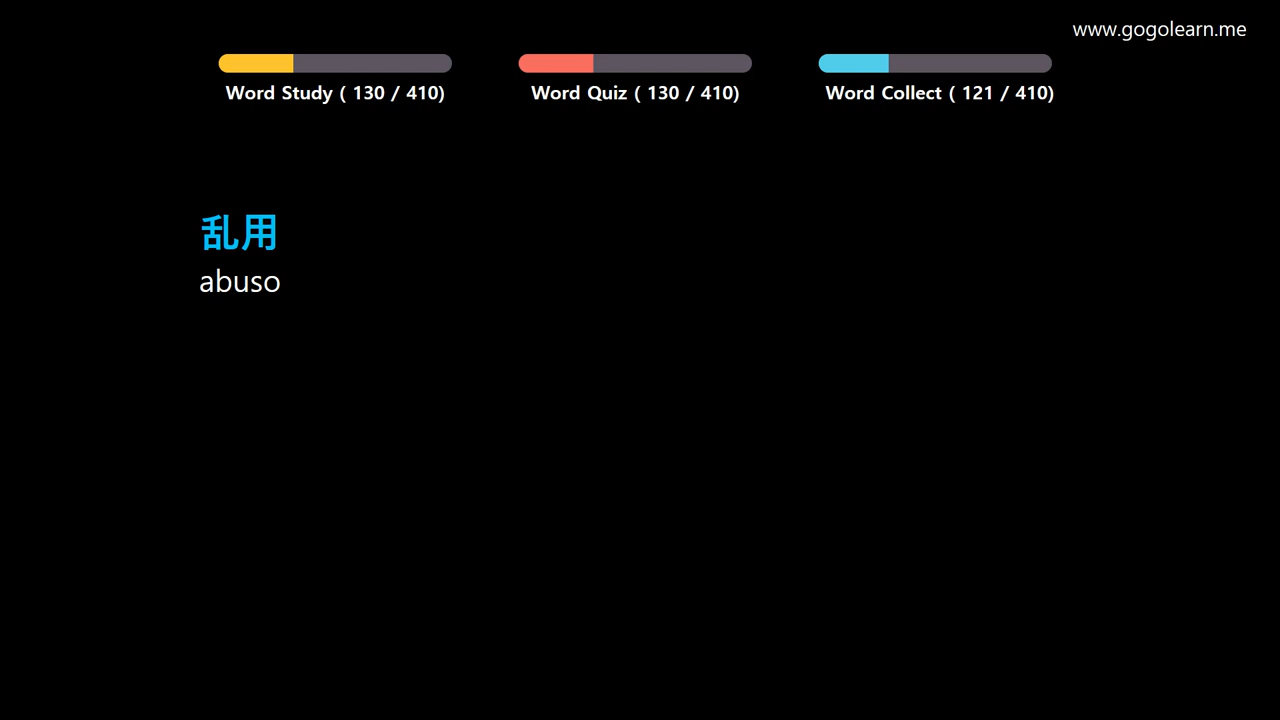 www.gogolearn.me
Word Study ( 130 / 410)
Word Quiz ( 130 / 410)
Word Collect ( 121 / 410)
乱用
abuso